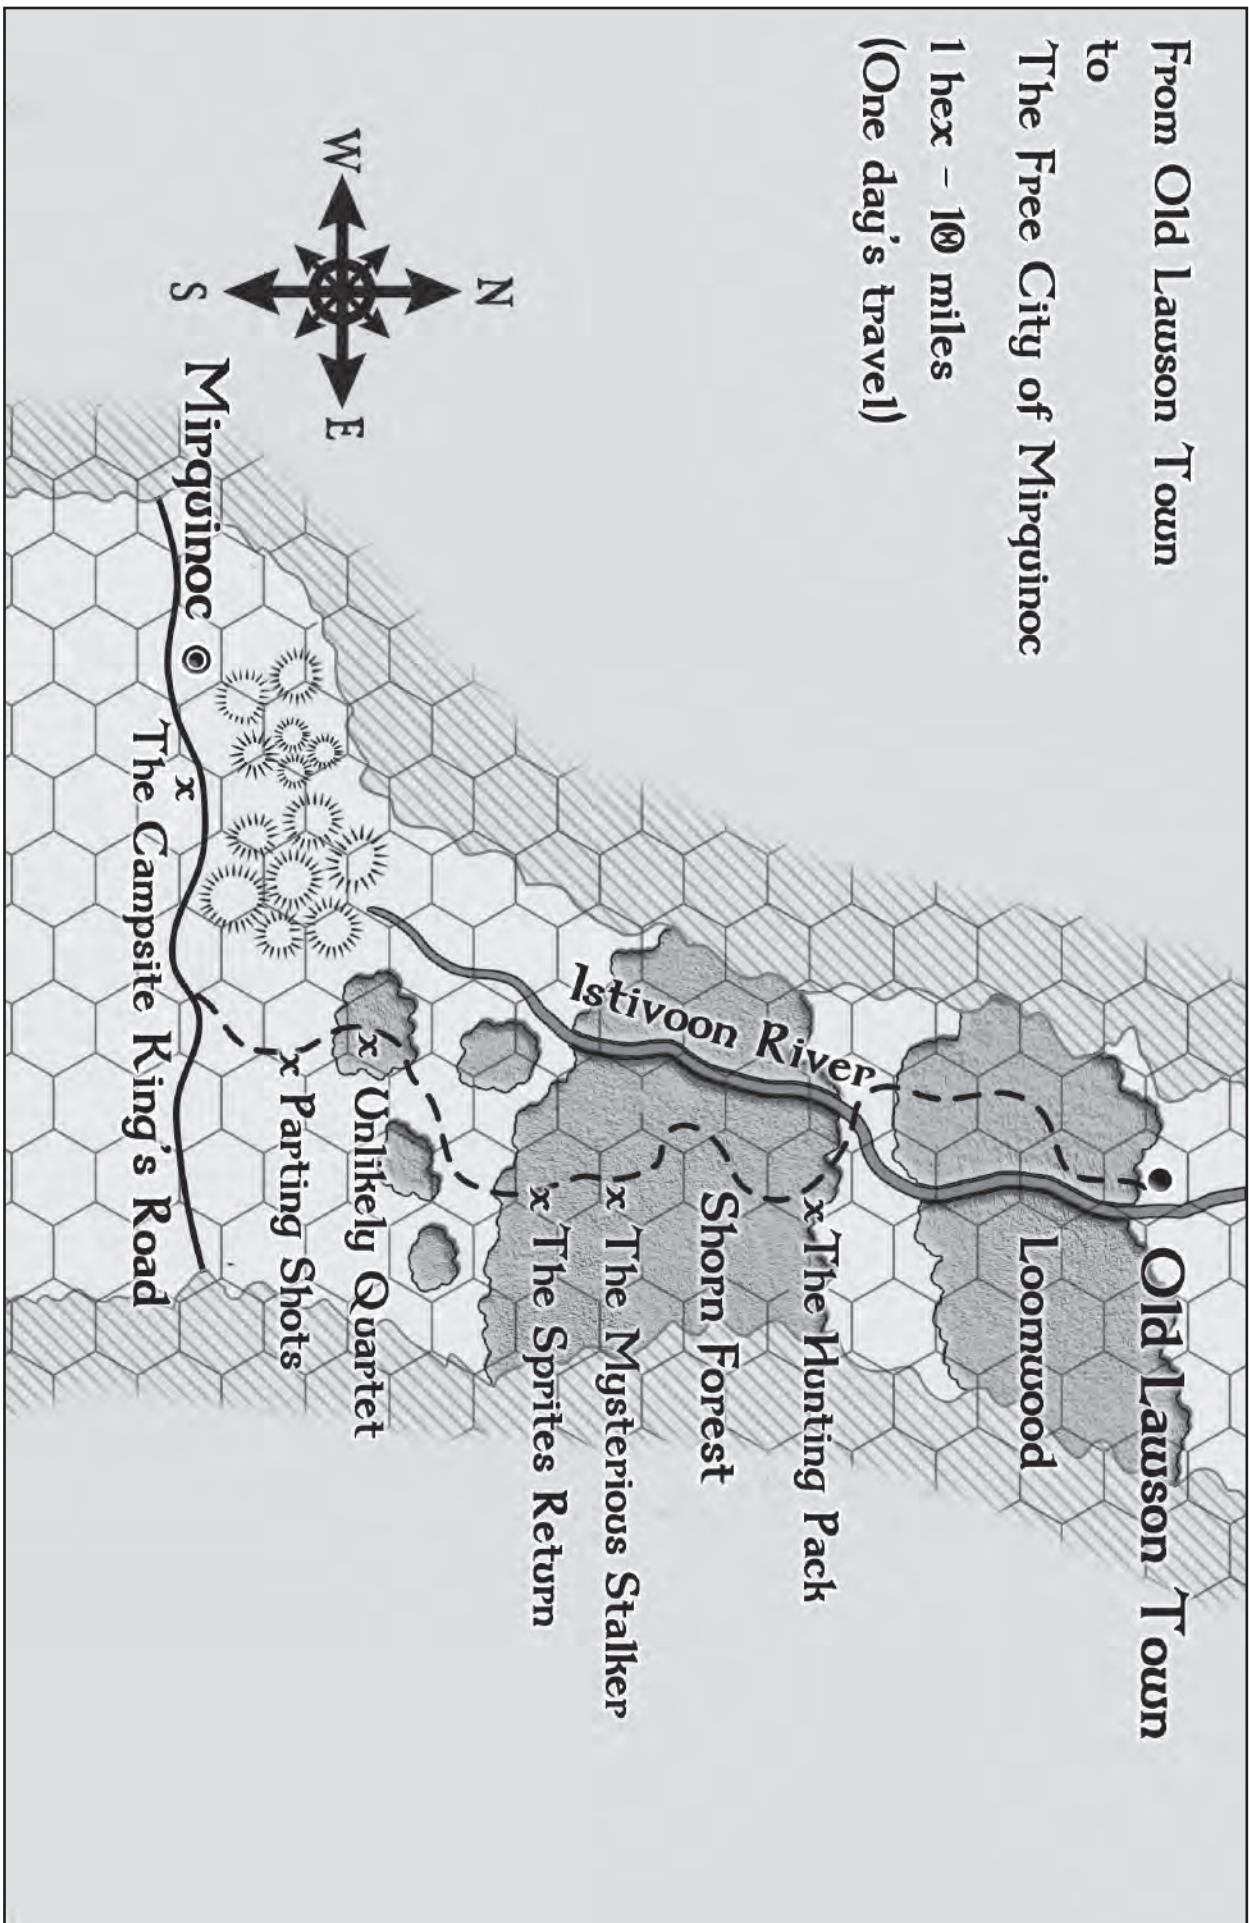 From Old Lawson Town
to
The Free City of Mirquinoc
1 hex - 10 miles
(One day's travel)
Old Lawson Town
Loomwood
Istivoon River
x The Hunting Pack
Shorn Forest
x The Mysterious Stalker
x The Sprites Return
x Unlikely Quartet
x Parting Shots
N
W
E
S
Mirquinoc
x
The Campsite King's Road